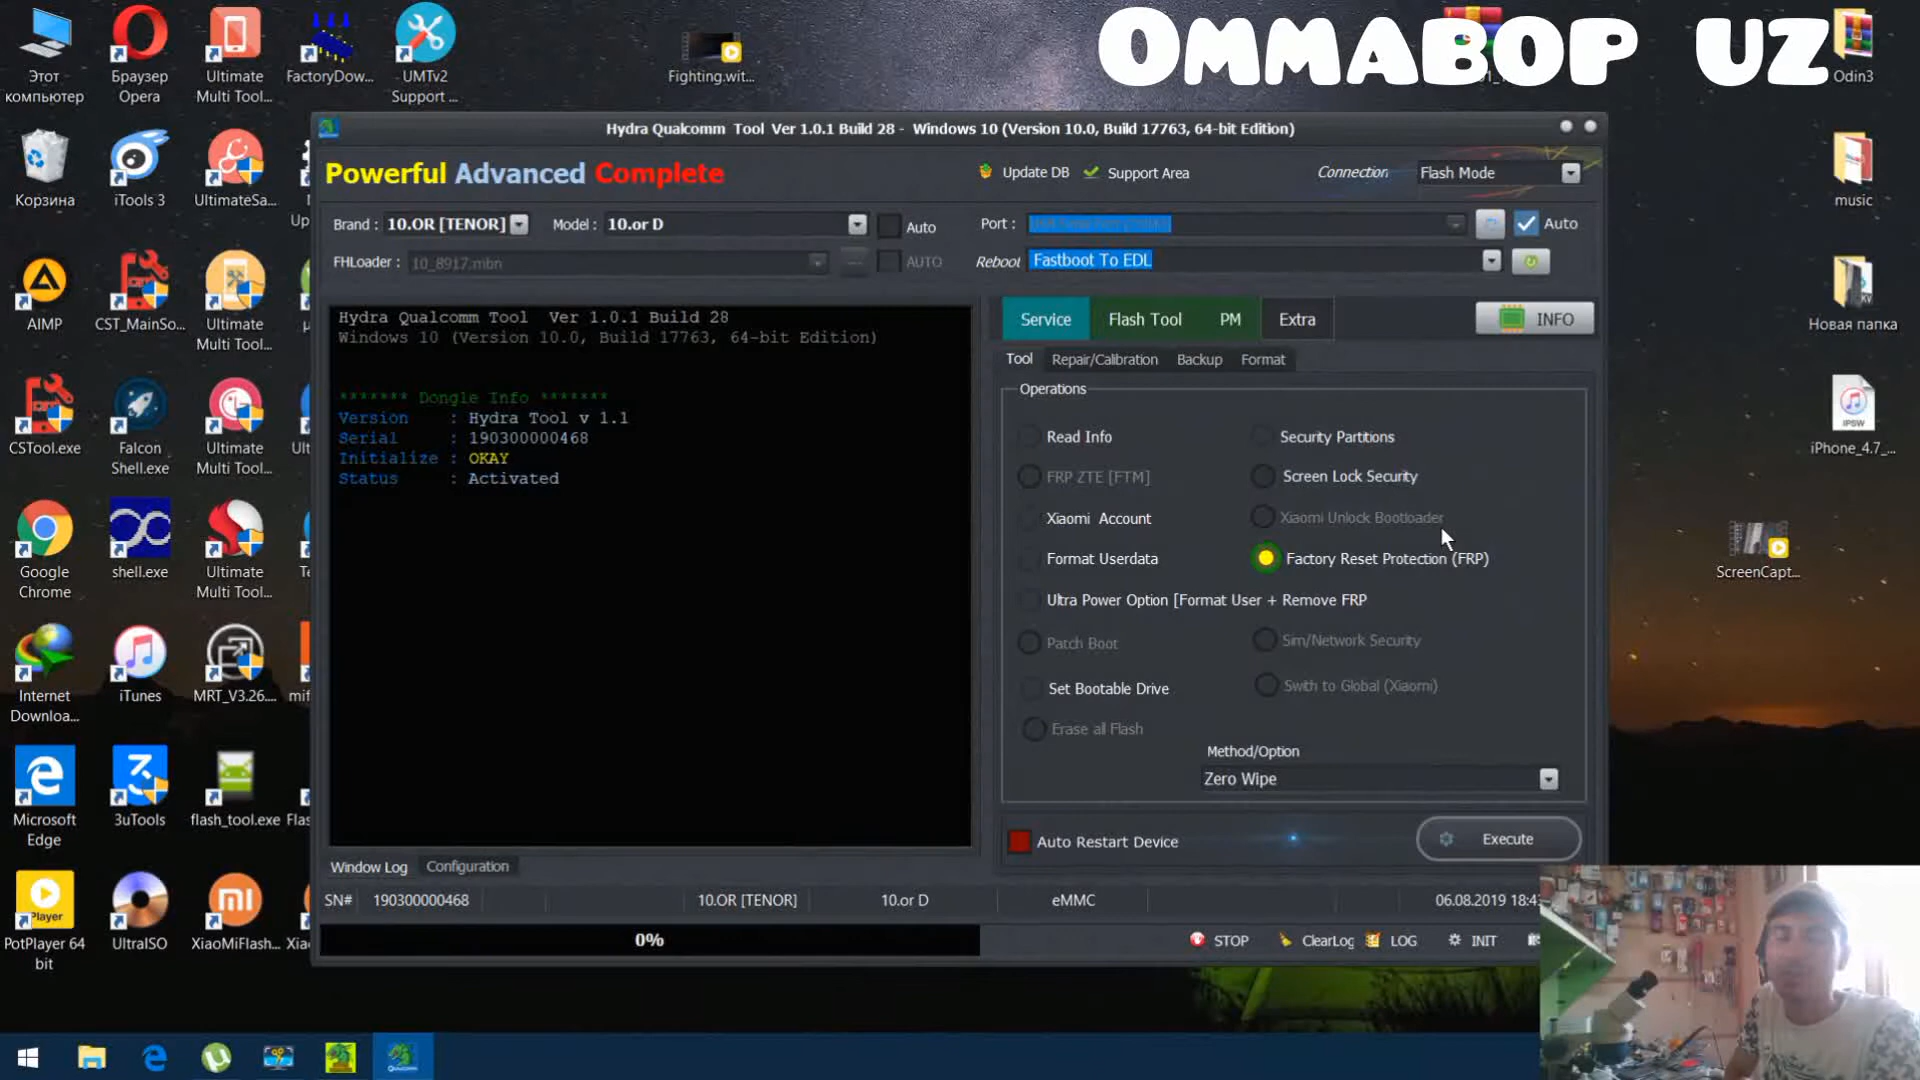 OMMABOP UZ
Этот
компьютер
Браузер
Opera
Ultimate
Multi Tool...
FactoryDow...
UMTv2
Support ...
Fighting.wit...
Odin3
Hydra Qualcomm Tool Ver 1.0.1 Build 28 - Windows 10 (Version 10.0, Build 17763, 64-bit Edition)
Powerful Advanced Complete
Update DB
Support Area
Connection
Flash Mode
Brand :
10.OR [TENOR]
Model :
10.or D
Auto
Port :
Auto
FHLoader :
10_8917.mbn
AUTO
Reboot
Fastboot To EDL
Корзина
iTools 3
UltimateSa...
music
AIMP
CST_MainSo...
Ultimate
Multi Tool...
Новая папка
CSTool.exe
Falcon
Shell.exe
Ultimate
Multi Tool...
IPSW
iPhone_4.7_...
Google
Chrome
shell.exe
Ultimate
Multi Tool...
ScreenCapt...
Internet
Downloa...
iTunes
MRT_V3.26....
Microsoft
Edge
3uTools
flash_tool.exe
Player
PotPlayer 64
bit
UltraISO
XiaoMiFlash...
Hydra Qualcomm Tool Ver 1.0.1 Build 28
Windows 10 (Version 10.0, Build 17763, 64-bit Edition)
******* Dongle Info *******
Version : Hydra Tool v 1.1
Serial : 190300000468
Initialize : OKAY
Status : Activated
Service
Flash Tool
PM
Extra
INFO
Tool
Repair/Calibration
Backup
Format
Operations
Read Info
Security Partitions
FRP ZTE [FTM]
Screen Lock Security
Xiaomi Account
Xiaomi Unlock Bootloader
Format Userdata
Factory Reset Protection (FRP)
Ultra Power Option [Format User + Remove FRP
Patch Boot
Sim/Network Security
Set Bootable Drive
Swith to Global (Xiaomi)
Erase all Flash
Method/Option
Zero Wipe
Auto Restart Device
Execute
Window Log
Configuration
SN#
190300000468
10.OR [TENOR]
10.or D
eMMC
06.08.2019 18:4
0%
STOP
ClearLog
LOG
INIT